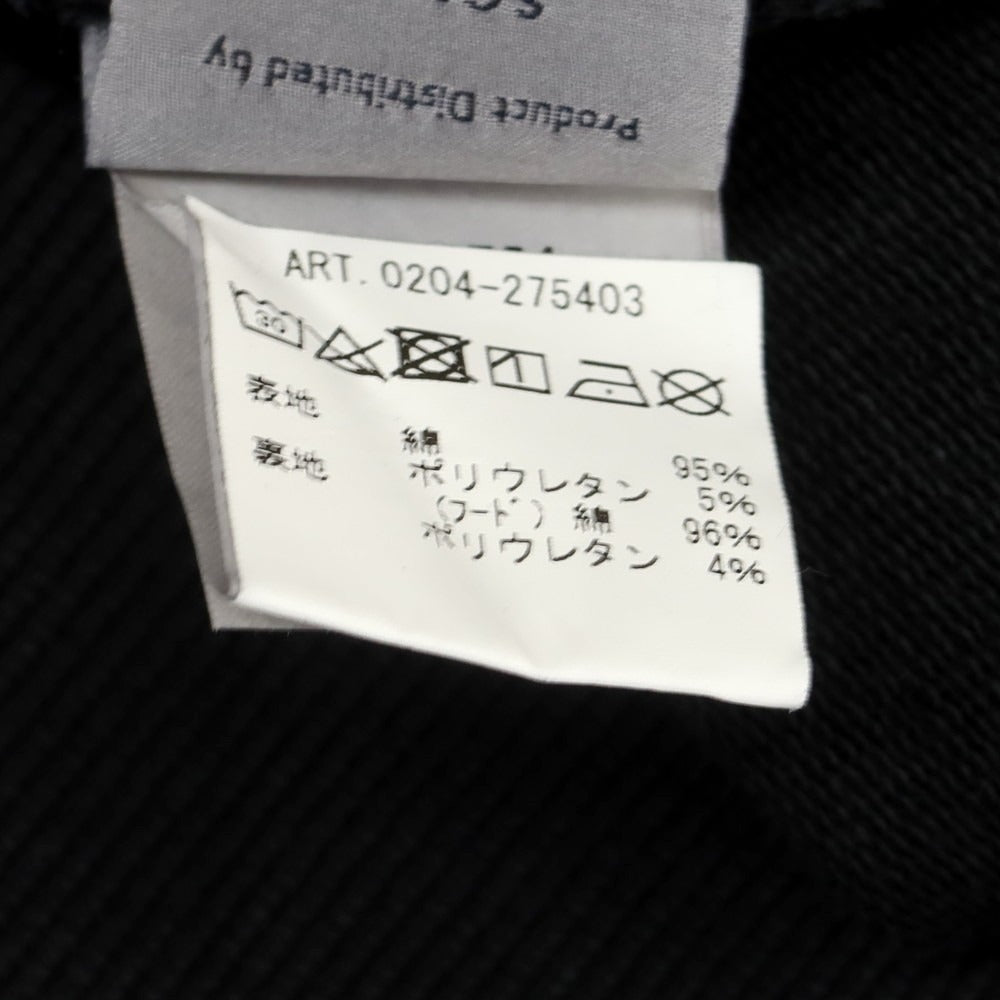 Product Distributed by
ART. 0204-275403
30
表地 綿 95%
ポリウレタン 5%
裏地 (フード) 綿 96%
ポリウレタン 4%